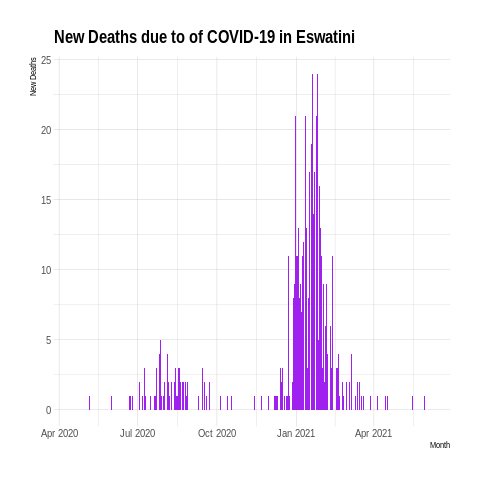 New Deaths due to of COVID-19 in Eswatini
New Deaths
25
20
15
10
5
0
Apr 2020 Jul 2020 Oct 2020 Jan 2021 Apr 2021
Month